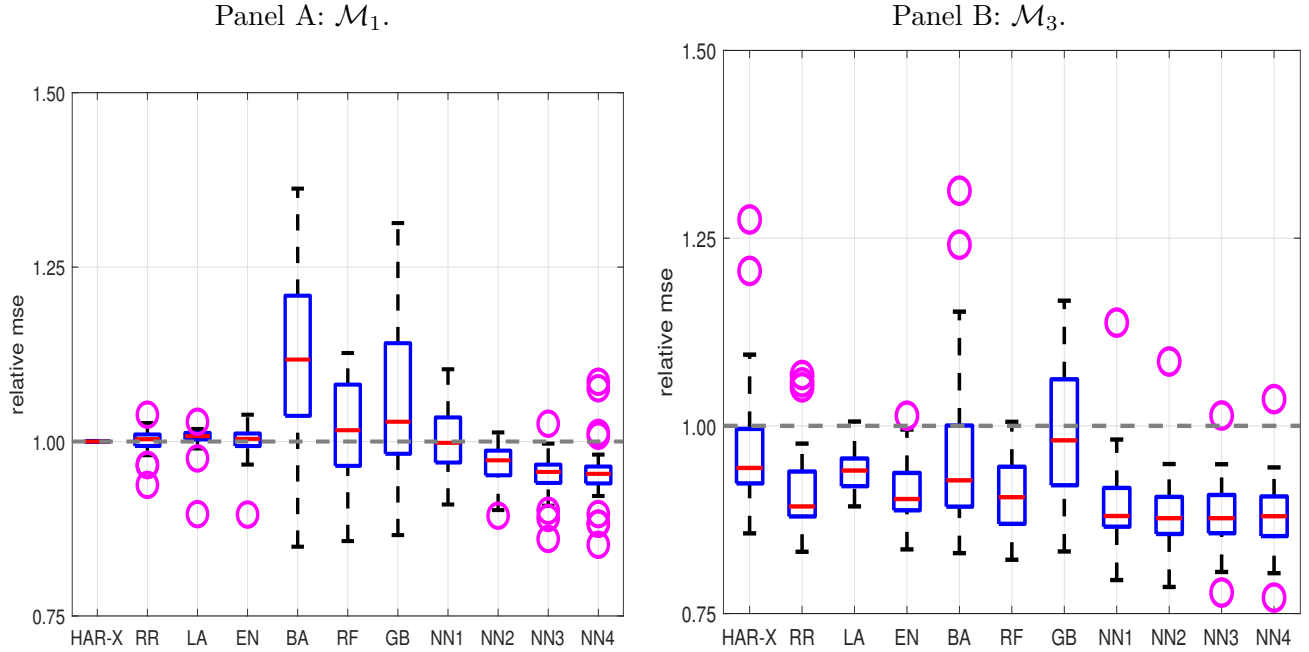 Panel A: M₁.
1.50
1.25
1.00
0.75
relative mse
HAR-X RR LA EN BA RF GB NN1 NN2 NN3 NN4
Panel B: M₃.
1.50
1.25
1.00
0.75
relative mse
HAR-X RR LA EN BA RF GB NN1 NN2 NN3 NN4